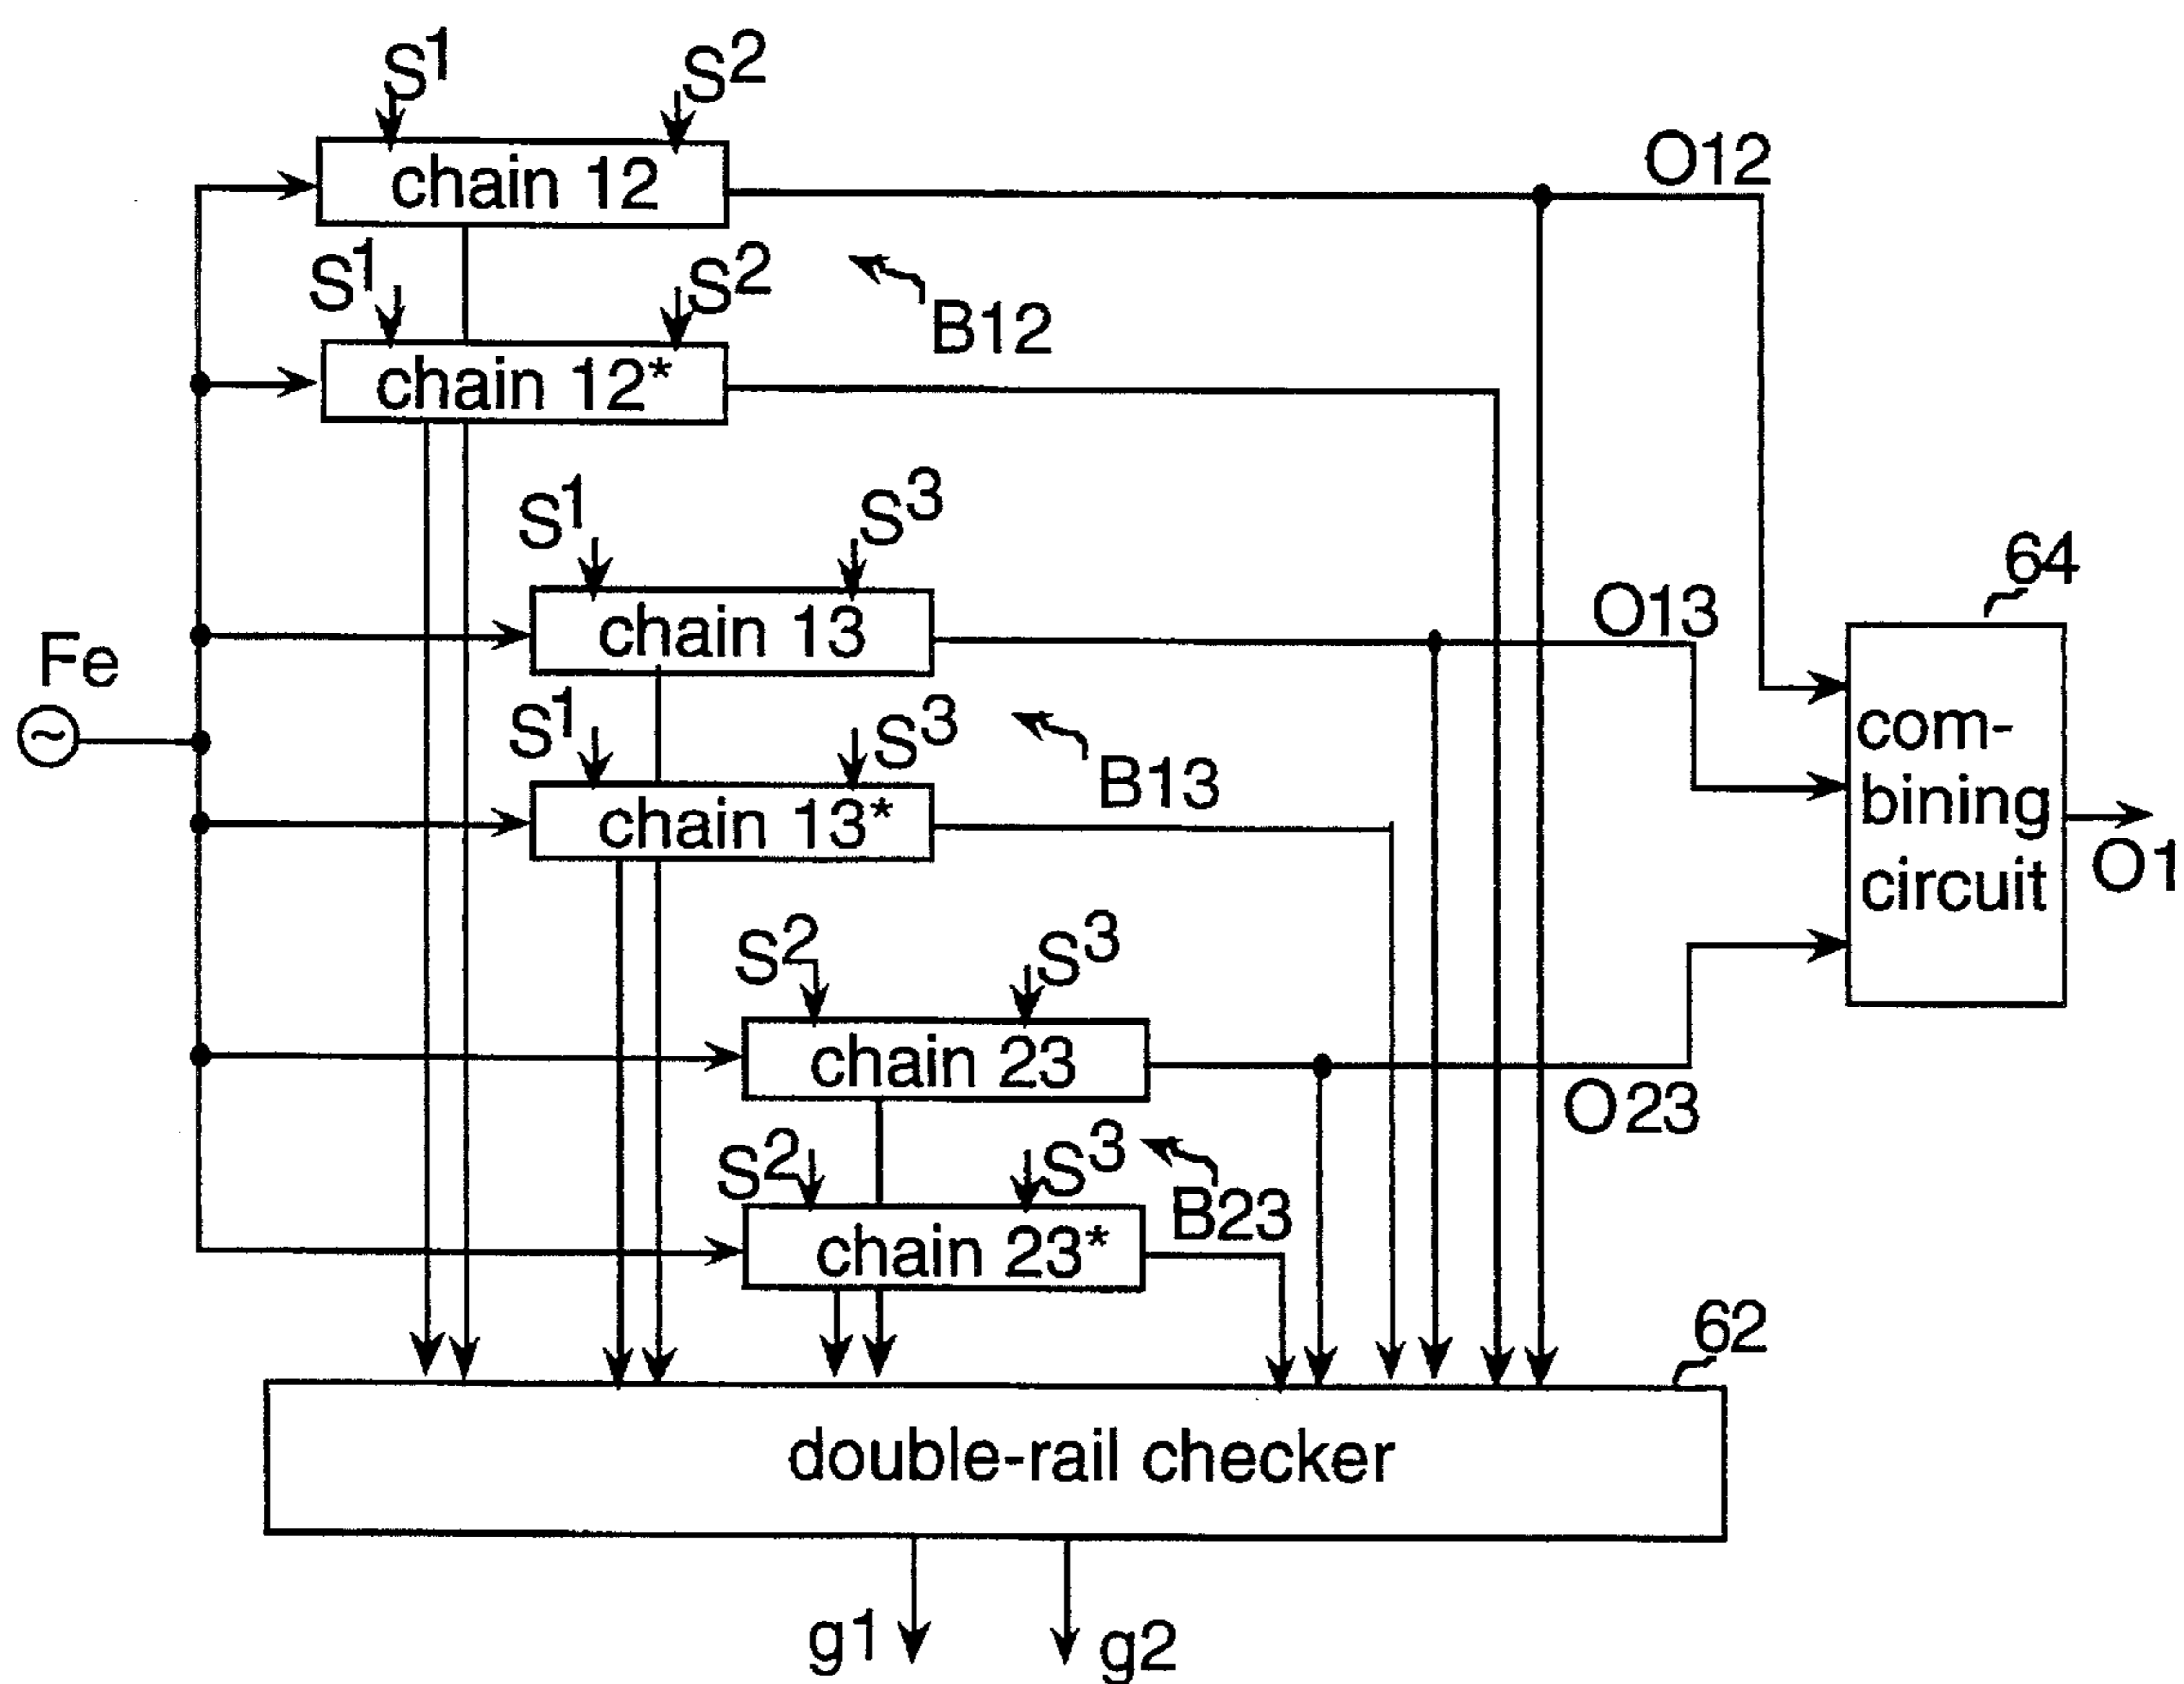 S1 S2
chain 12
O12
S1 S2
B12
chain 12*
S1 S3
64
chain 13
O13
Fe
~
S1 S3
B13
com-
bining
circuit
chain 13*
O1
S2 S3
chain 23
O23
S2 S3
B23
chain 23*
62
double-rail checker
g1
g2